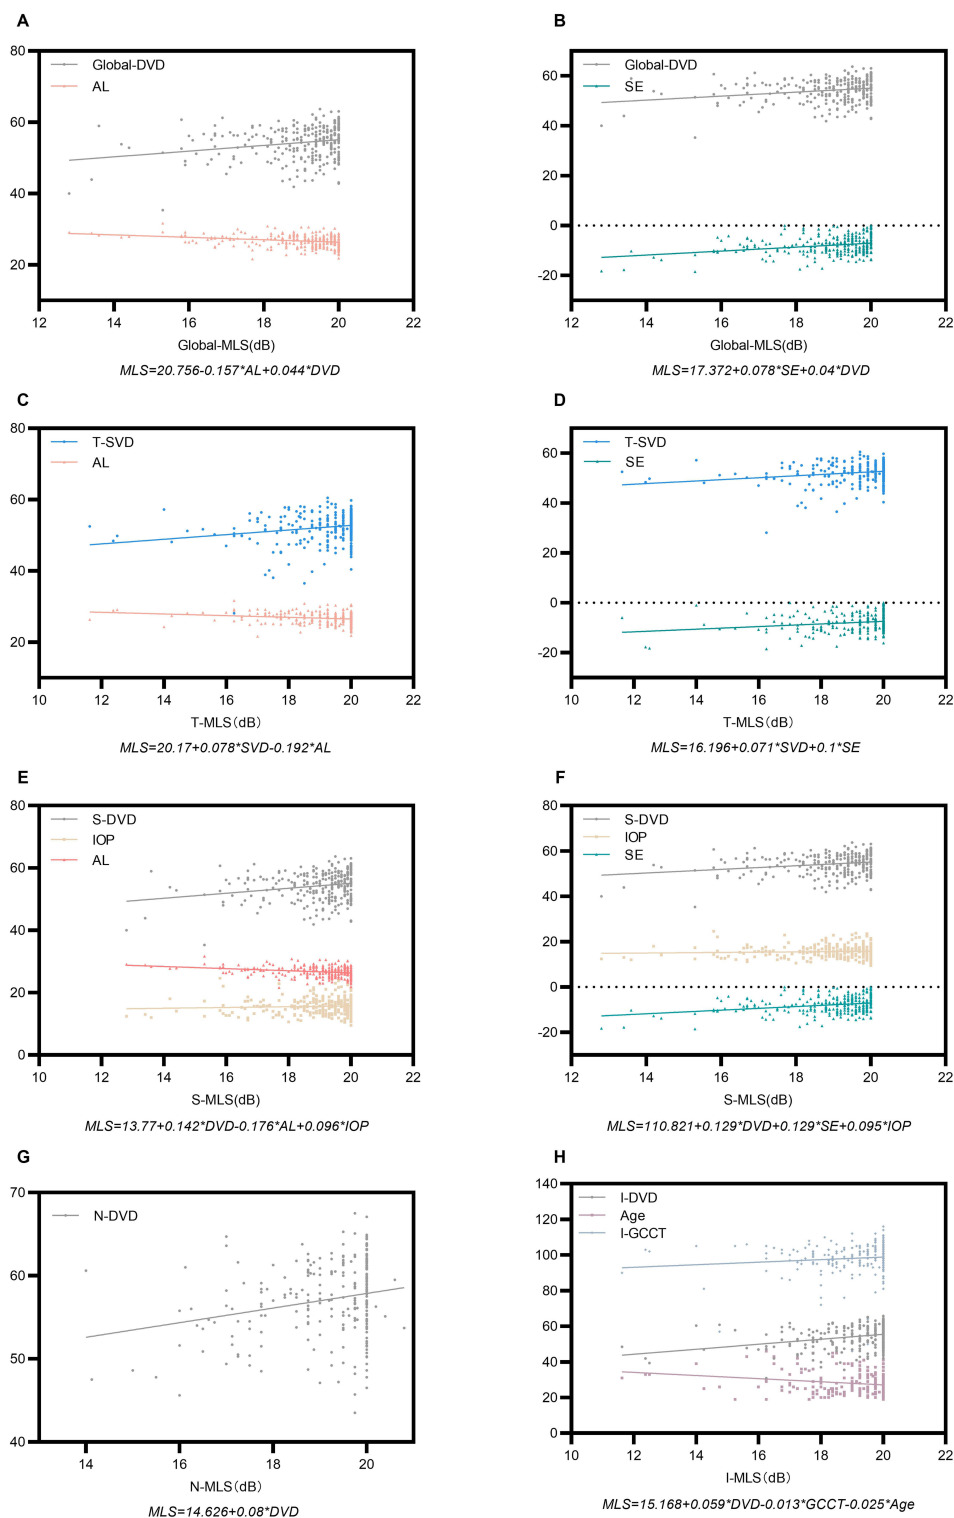 A
80
60
40
20
12
14
16
18
20
22
Global-DVD
AL
Global-MLS(dB)
MLS=20.756-0.157*AL+0.044*DVD
B
60
40
20
0
-20
12
14
16
18
20
22
Global-DVD
SE
Global-MLS(dB)
MLS=17.372+0.078*SE+0.04*DVD
C
80
60
40
20
10
12
14
16
18
20
22
T-SVD
AL
T-MLS（dB）
MLS=20.17+0.078*SVD-0.192*AL
D
60
40
20
0
-20
10
12
14
16
18
20
22
T-SVD
SE
T-MLS（dB）
MLS=16.196+0.071*SVD+0.1*SE
E
80
60
40
20
0
10
12
14
16
18
20
22
S-DVD
IOP
AL
S-MLS(dB)
MLS=13.77+0.142*DVD-0.176*AL+0.096*IOP
F
80
60
40
20
0
-20
12
14
16
18
20
22
S-DVD
IOP
SE
S-MLS(dB)
MLS=110.821+0.129*DVD+0.129*SE+0.095*IOP
G
70
60
50
40
14
16
18
20
N-DVD
N-MLS（dB）
MLS=14.626+0.08*DVD
H
140
120
100
80
60
40
20
0
10
12
14
16
18
20
22
I-DVD
Age
I-GCCT
I-MLS（dB）
MLS=15.168+0.059*DVD-0.013*GCCT-0.025*Age